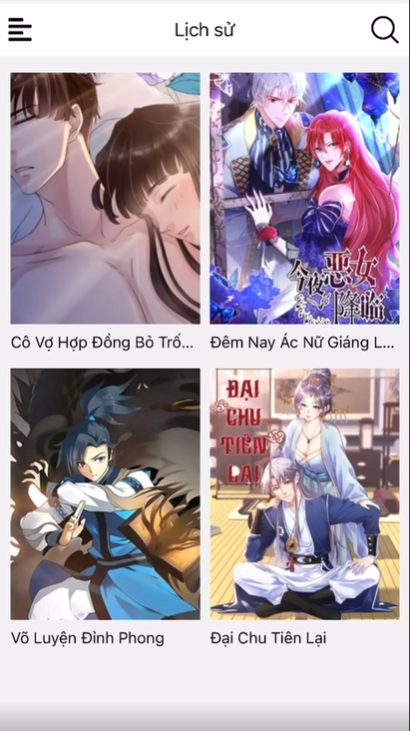 Lịch sử
今夜恶女
降临
Cô Vợ Hợp Đồng Bỏ Trố...
Đêm Nay Ác Nữ Giáng L...
ĐẠI
CHU
TIÊN
LẠI
Võ Luyện Đỉnh Phong
Đại Chu Tiên Lại